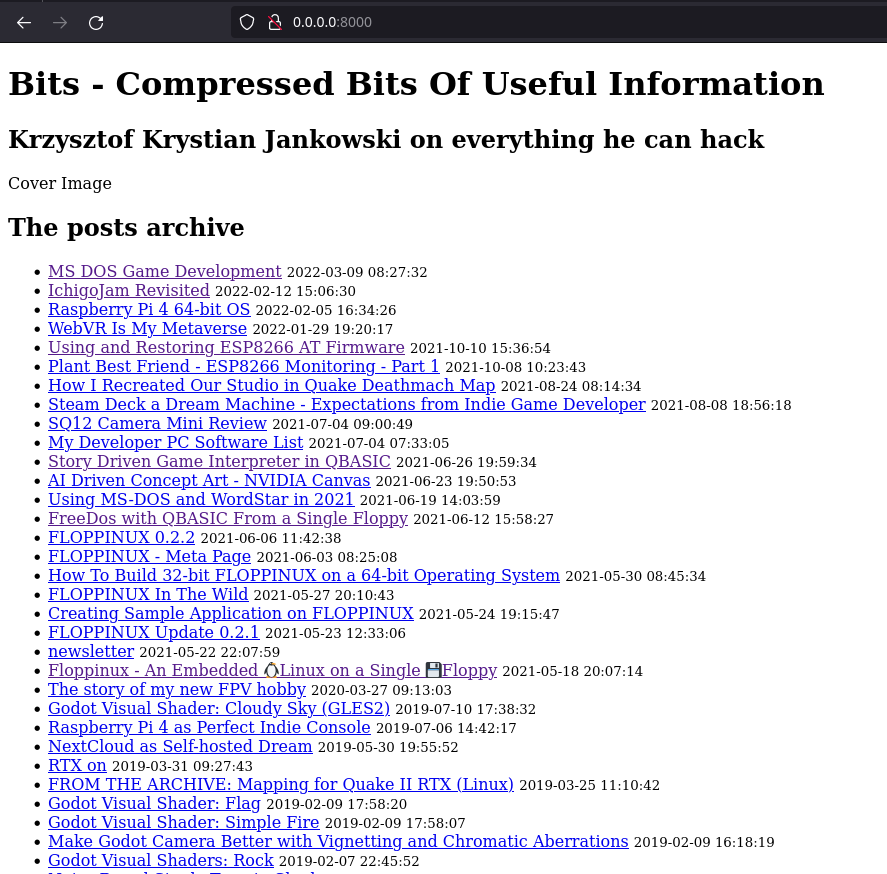 0.0.0.0:8000
Bits - Compressed Bits Of Useful Information
Krzysztof Krystian Jankowski on everything he can hack
Cover Image
The posts archive
• MS DOS Game Development 2022-03-09 08:27:32
• IchigoJam Revisited 2022-02-12 15:06:30
• Raspberry Pi 4 64-bit OS 2022-02-05 16:34:26
• WebVR Is My Metaverse 2022-01-29 19:20:17
• Using and Restoring ESP8266 AT Firmware 2021-10-10 15:36:54
• Plant Best Friend - ESP8266 Monitoring - Part 1 2021-10-08 10:23:43
• How I Recreated Our Studio in Quake Deathmach Map 2021-08-24 08:14:34
• Steam Deck a Dream Machine - Expectations from Indie Game Developer 2021-08-08 18:56:18
• SQ12 Camera Mini Review 2021-07-04 09:00:49
• My Developer PC Software List 2021-07-04 07:33:05
• Story Driven Game Interpreter in QBASIC 2021-06-26 19:59:34
• AI Driven Concept Art - NVIDIA Canvas 2021-06-23 19:50:53
• Using MS-DOS and WordStar in 2021 2021-06-19 14:03:59
• FreeDos with QBASIC From a Single Floppy 2021-06-12 15:58:27
• FLOPPINUX 0.2.2 2021-06-06 11:42:38
• FLOPPINUX - Meta Page 2021-06-03 08:25:08
• How To Build 32-bit FLOPPINUX on a 64-bit Operating System 2021-05-30 08:45:34
• FLOPPINUX In The Wild 2021-05-27 20:10:43
• Creating Sample Application on FLOPPINUX 2021-05-24 19:15:47
• FLOPPINUX Update 0.2.1 2021-05-23 12:33:06
• newsletter 2021-05-22 22:07:59
• Floppinux - An Embedded 🐧Linux on a Single 💾Floppy 2021-05-18 20:07:14
• The story of my new FPV hobby 2020-03-27 09:13:03
• Godot Visual Shader: Cloudy Sky (GLES2) 2019-07-10 17:38:32
• Raspberry Pi 4 as Perfect Indie Console 2019-07-06 14:42:17
• NextCloud as Self-hosted Dream 2019-05-30 19:55:52
• RTX on 2019-03-31 09:27:43
• FROM THE ARCHIVE: Mapping for Quake II RTX (Linux) 2019-03-25 11:10:42
• Godot Visual Shader: Flag 2019-02-09 17:58:20
• Godot Visual Shader: Simple Fire 2019-02-09 17:58:07
• Make Godot Camera Better with Vignetting and Chromatic Aberrations 2019-02-09 16:18:19
• Godot Visual Shaders: Rock 2019-02-07 22:45:52